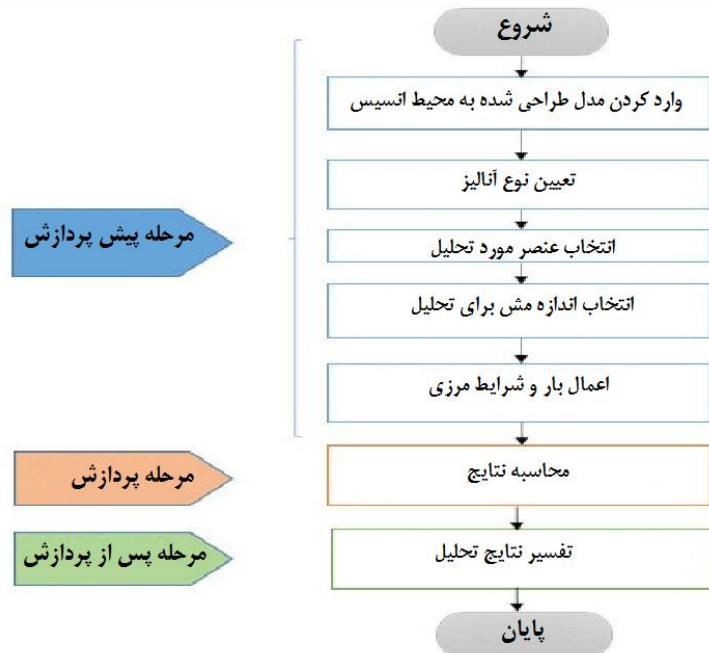 شروع
وارد کردن مدل طراحی شده به محیط انسیس
تعیین نوع آنالیز
مرحله پیش پردازش
انتخاب عنصر مورد تحلیل
انتخاب اندازه مش برای تحلیل
اعمال بار و شرایط مرزی
مرحله پردازش
محاسبه نتایج
مرحله پس از پردازش
تفسیر نتایج تحلیل
پایان